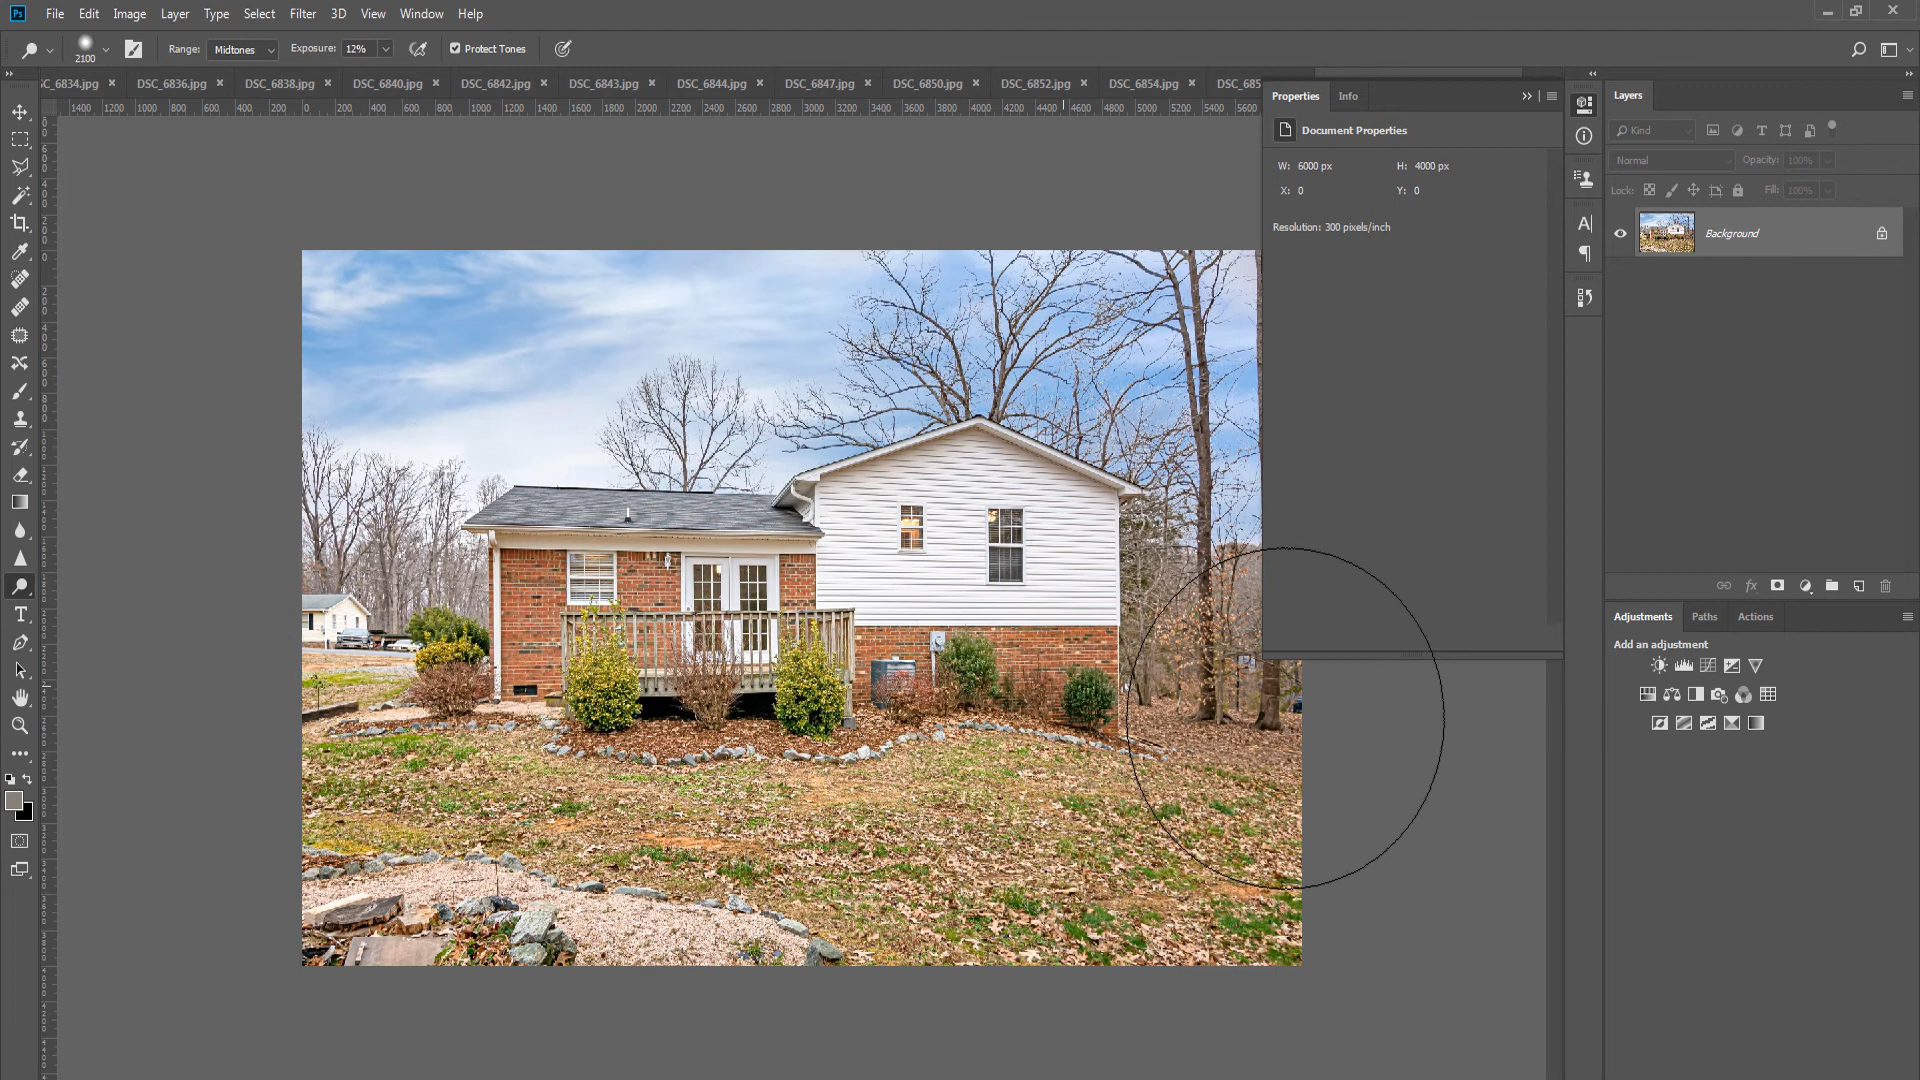 Ps File Edit Image Layer Type Select Filter 3D View Window Help
2100 Range: Midtones Exposure: 12% Protect Tones
SC_6834.jpg × DSC_6836.jpg × DSC_6838.jpg × DSC_6840.jpg × DSC_6842.jpg × DSC_6843.jpg × DSC_6844.jpg × DSC_6847.jpg × DSC_6850.jpg × DSC_6852.jpg × DSC_6854.jpg × DSC_685
1400 1200 1000 800 600 400 200 0 200 400 600 800 1000 1200 1400 1600 1800 2000 2200 2400 2600 2800 3000 3200 3400 3600 3800 4000 4200 4400 4600 4800 5000 5200 5400 5600
Properties Info
Document Properties
W: 6000 px H: 4000 px
X: 0 Y: 0
Resolution: 300 pixels/inch
Layers
Kind
Normal Opacity: 100%
Lock: Fill: 100%
Background
fx
Adjustments Paths Actions
Add an adjustment